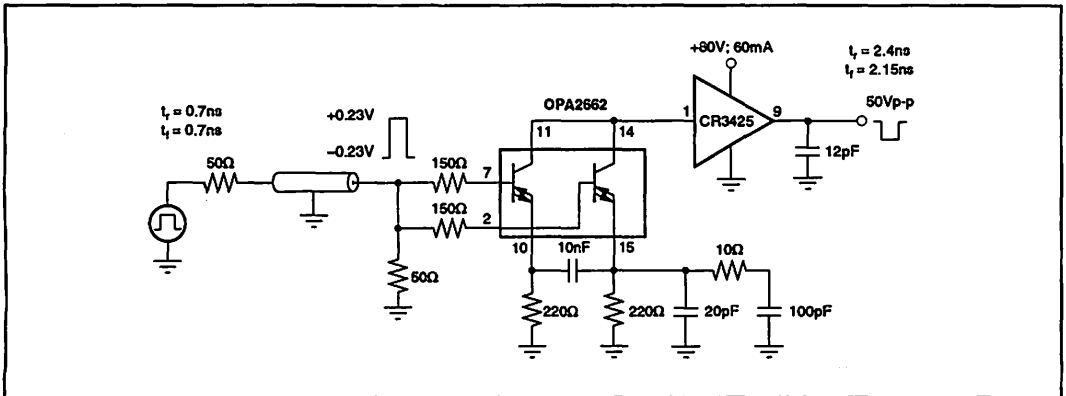 +80V; 60mA
tr = 2.4ns
tf = 2.15ns
OPA2662
50Vp-p
tr = 0.7ns
tf = 0.7ns
+0.23V
–0.23V
11
14
1
CR3425
9
12pF
50Ω
150Ω
7
150Ω
2
50Ω
10
10nF
15
10Ω
220Ω
220Ω
20pF
100pF